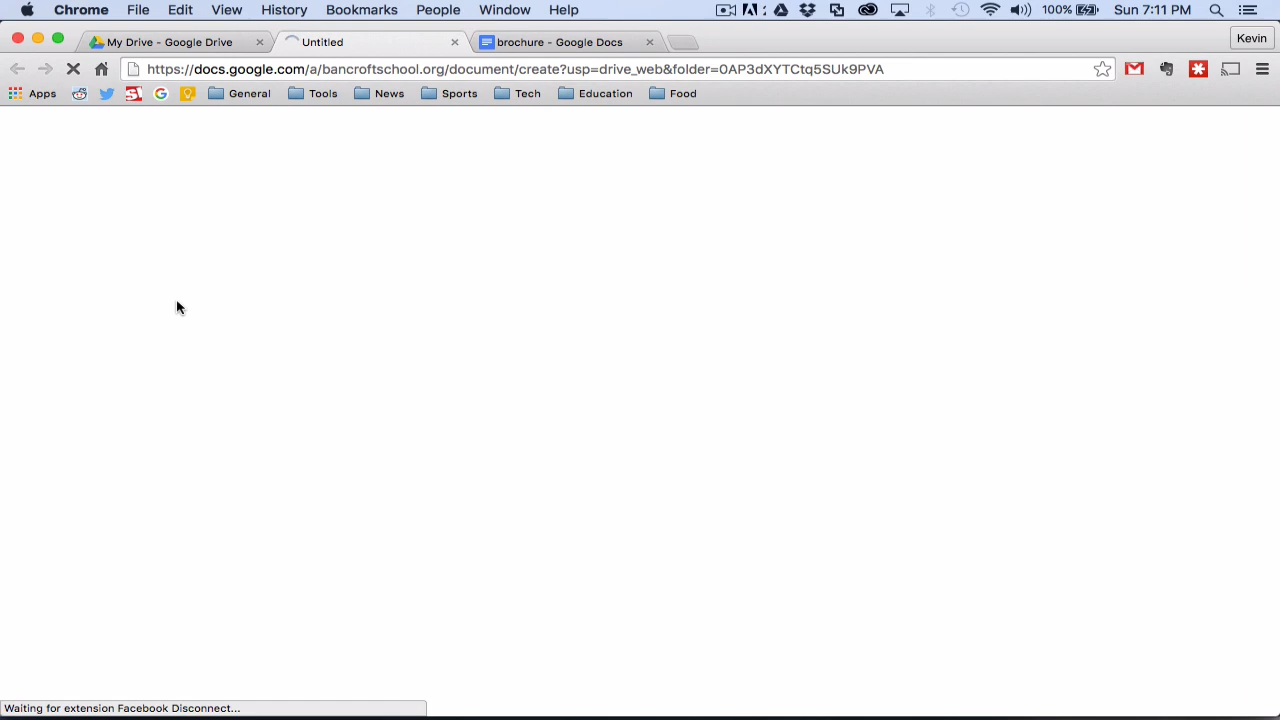 Chrome File Edit View History Bookmarks People Window Help 100% Sun 7:11 PM
My Drive - Google Drive Untitled brochure - Google Docs Kevin
https://docs.google.com/a/bancroftschool.org/document/create?usp=drive_web&folder=0AP3dXYTCtq5SUk9PVA
Apps General Tools News Sports Tech Education Food
Waiting for extension Facebook Disconnect...